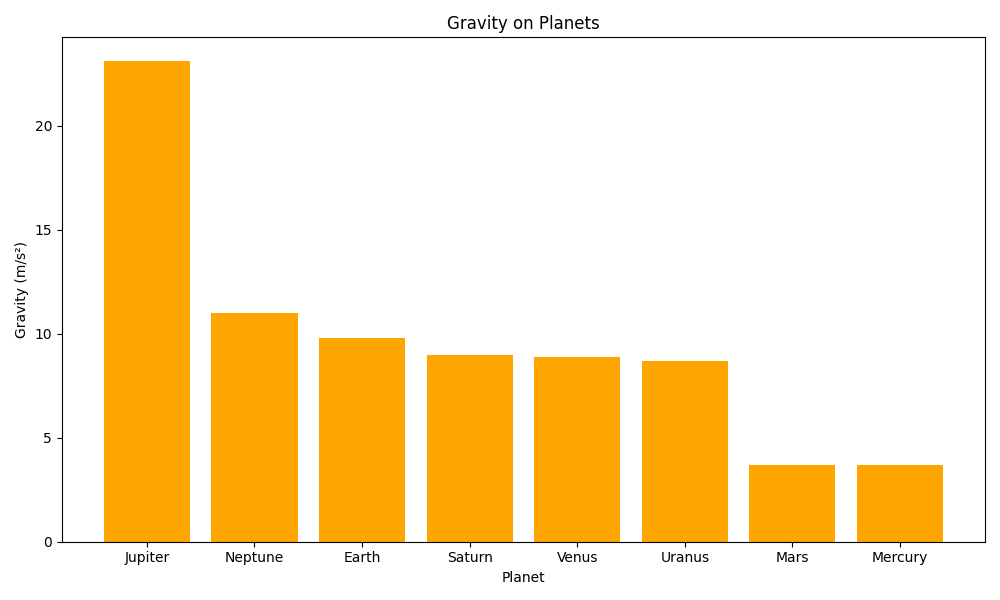 Gravity on Planets
Gravity (m/s²)
20
15
10
5
0
Jupiter Neptune Earth Saturn Venus Uranus Mars Mercury
Planet